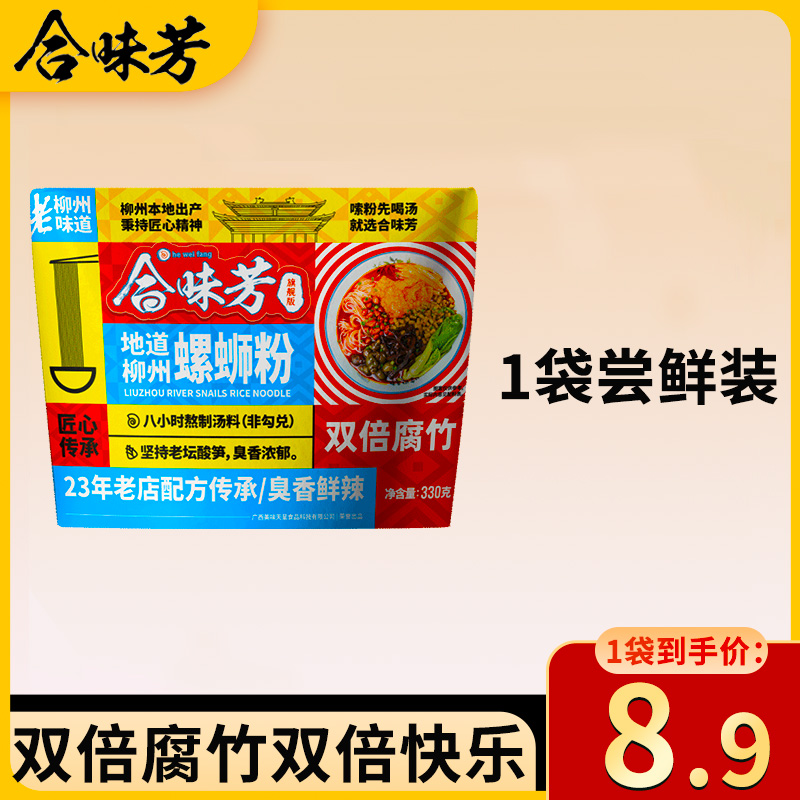 合味芳
老柳州味道
柳州本地出产
秉持匠心精神
嗦粉先喝汤
就选合味芳
he wei fang
合味芳
旗舰版
地道柳州
螺蛳粉
LIUZHOU RIVER SNAILS RICE NOODLE
匠心传承
八小时熬制汤料(非勾兑)
坚持老坛酸笋,臭香浓郁。
双倍腐竹
23年老店配方传承/臭香鲜辣
净含量:330克
1袋尝鲜装
双倍腐竹双倍快乐
1袋到手价:
8.9